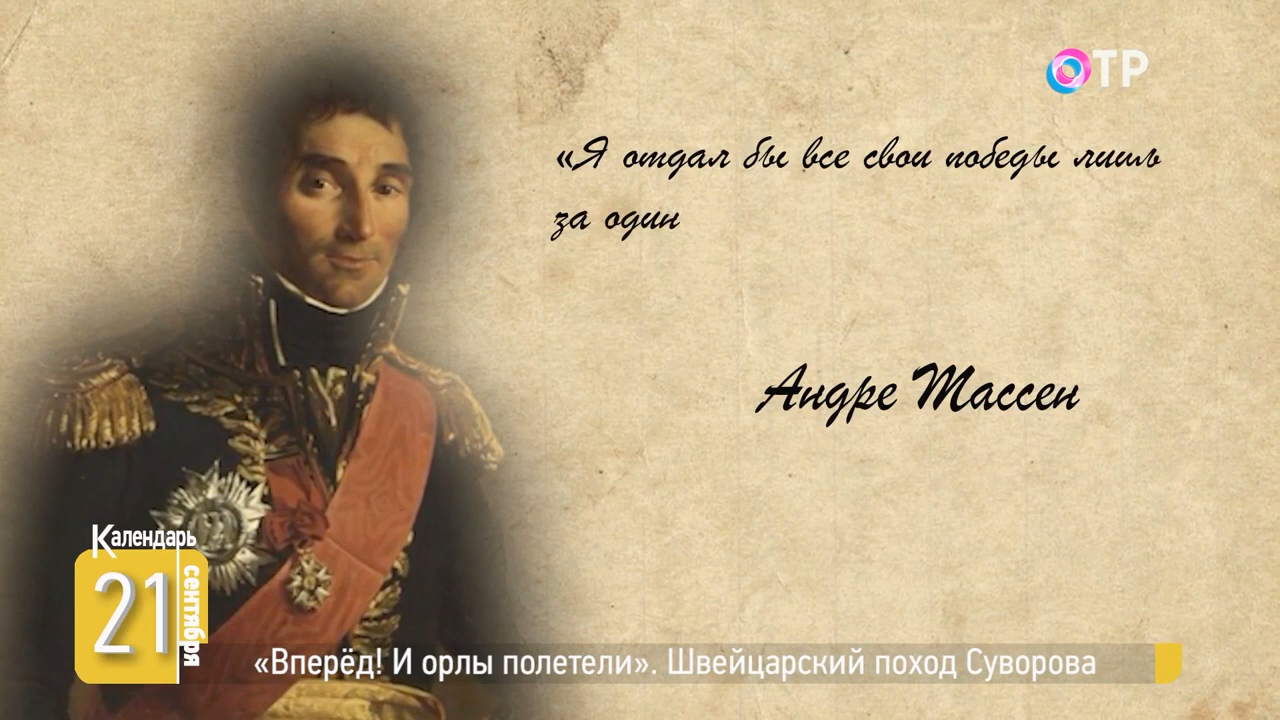 ОТР
«Я отдал бы все свои победы лишь
за один
Андре Массен
Календарь
21
сентября
«Вперёд! И орлы полетели». Швейцарский поход Суворова